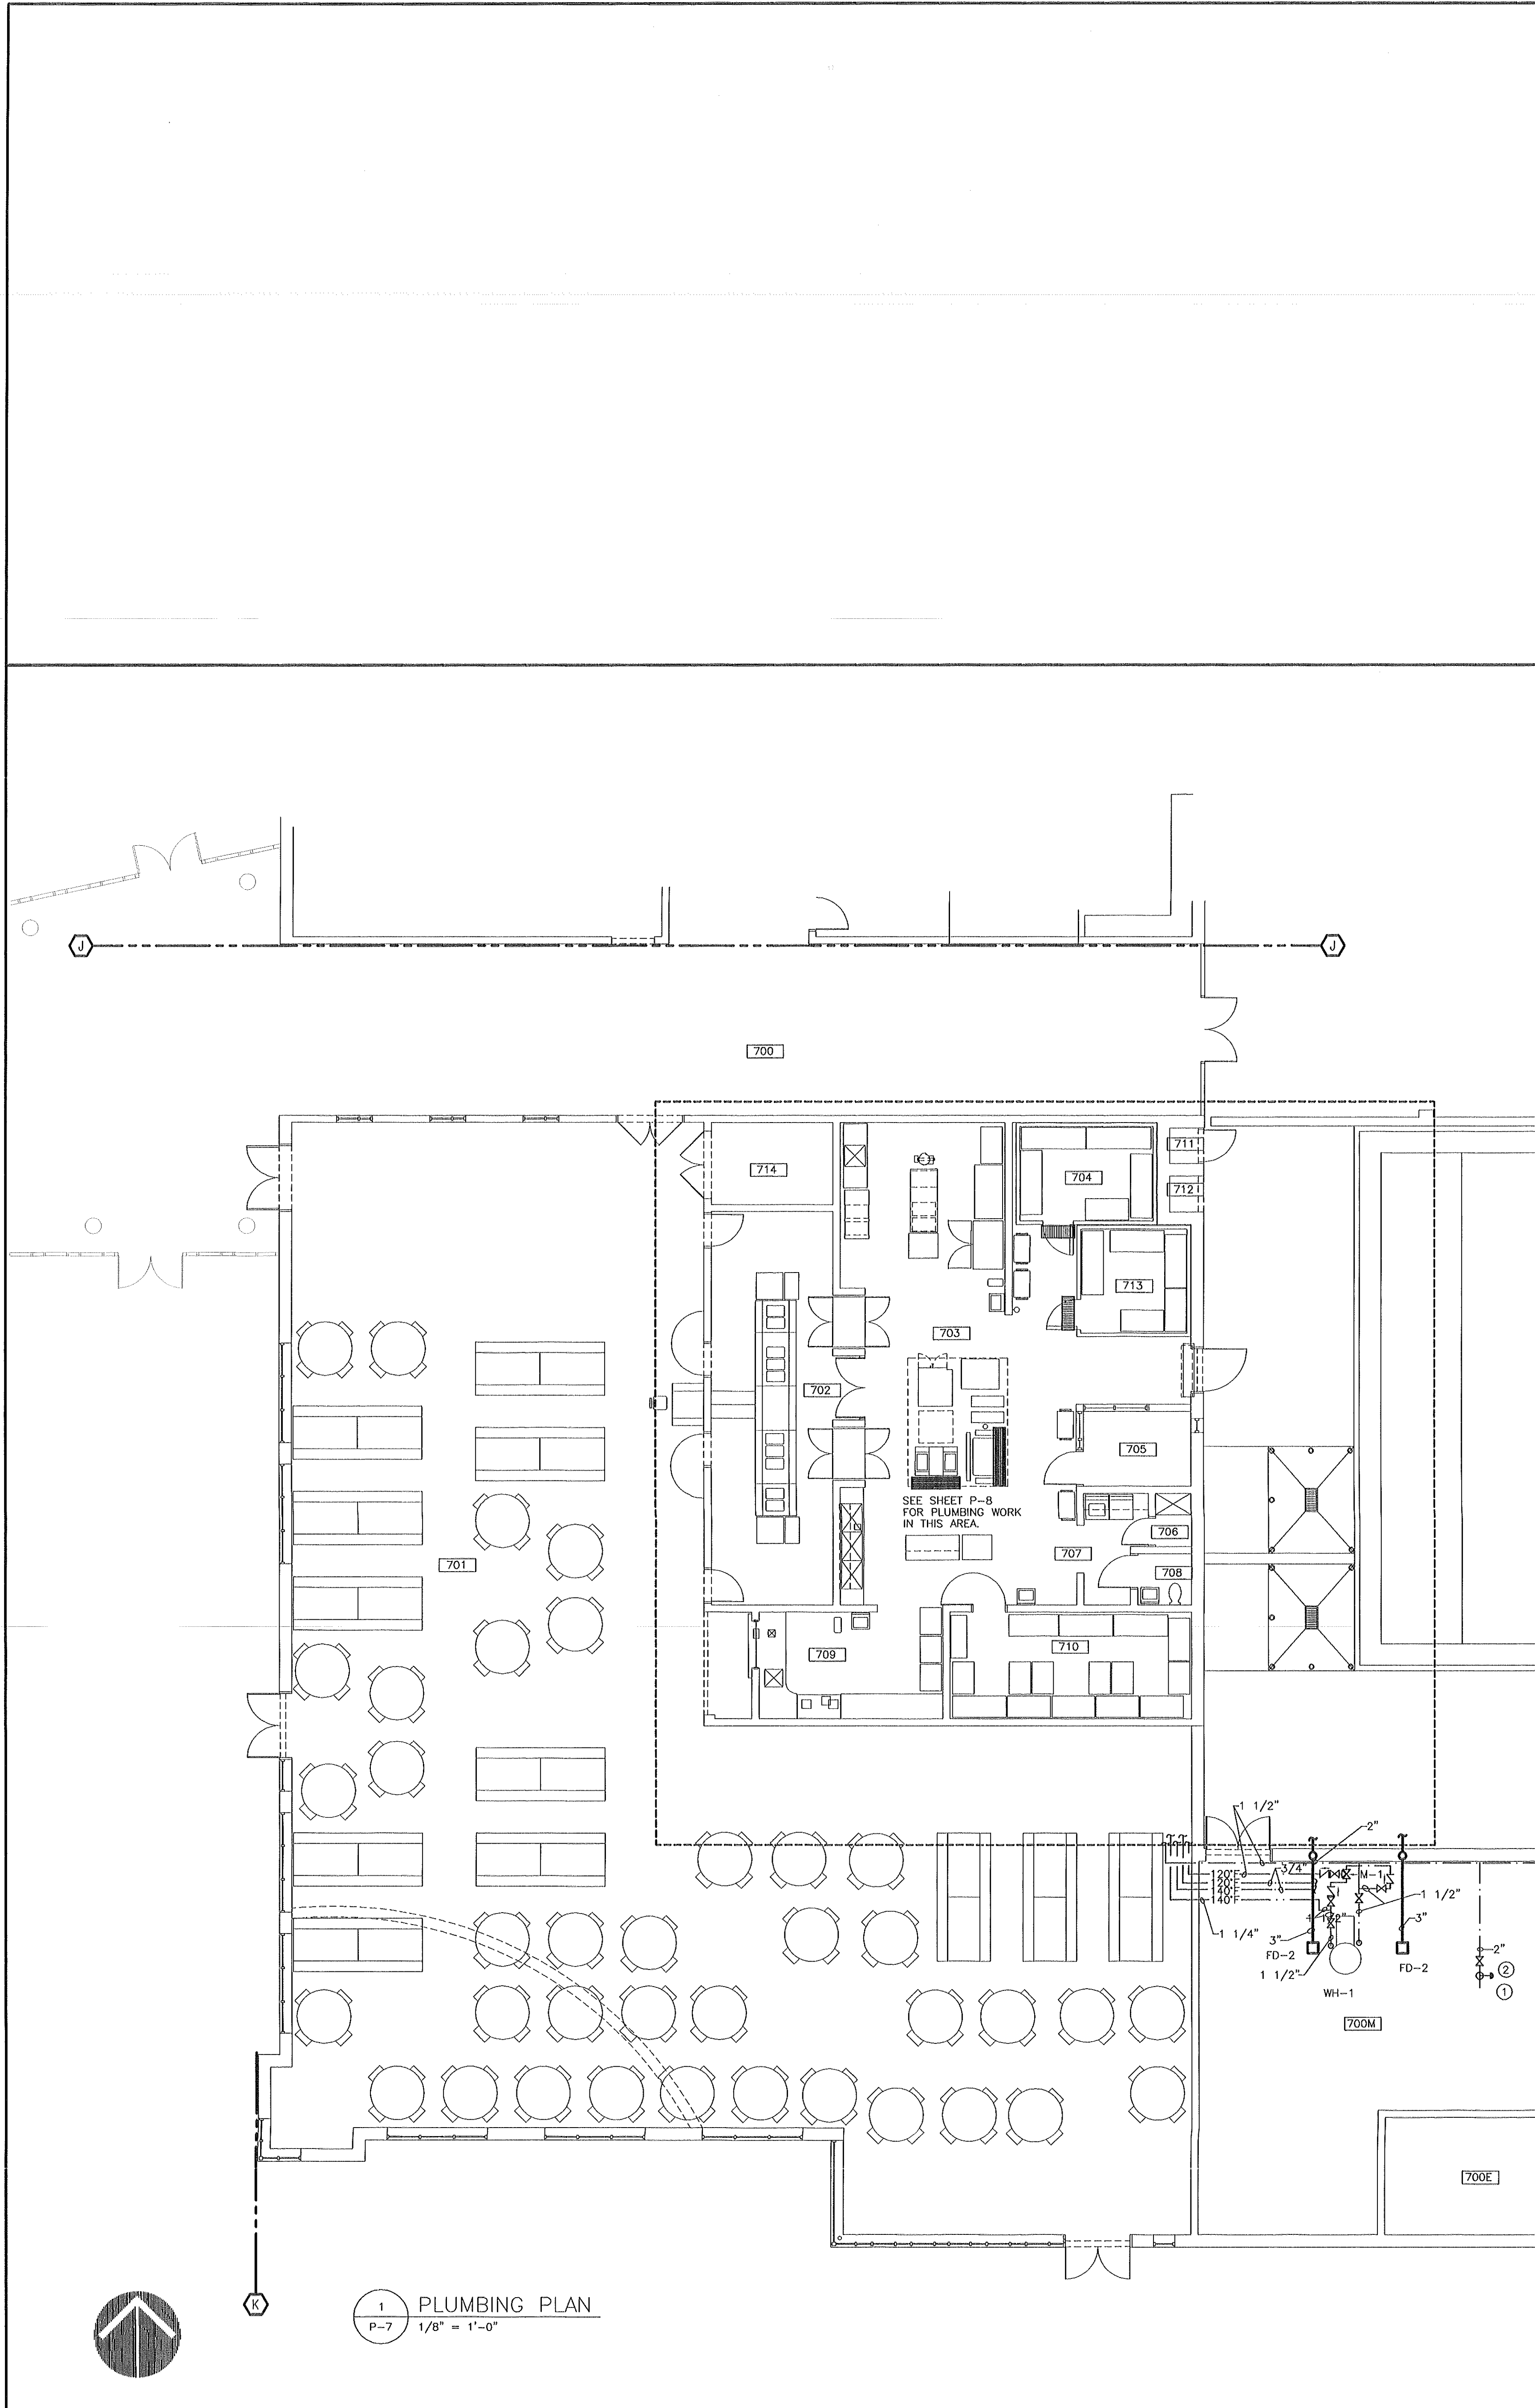 J
J
700
711
714
704
712
713
703
702
705
SEE SHEET P-8
FOR PLUMBING WORK
IN THIS AREA.
706
707
701
708
710
709
1 1/2"
2"
120°F
3/4"
M-1
120°F
140°F
140°F
1 1/2"
1 1/2"
3"
1 1/4"
3"
FD-2
2"
1 1/2"
FD-2
2
WH-1
1
700M
700E
K
1
PLUMBING PLAN
P-7
1/8" = 1'-0"